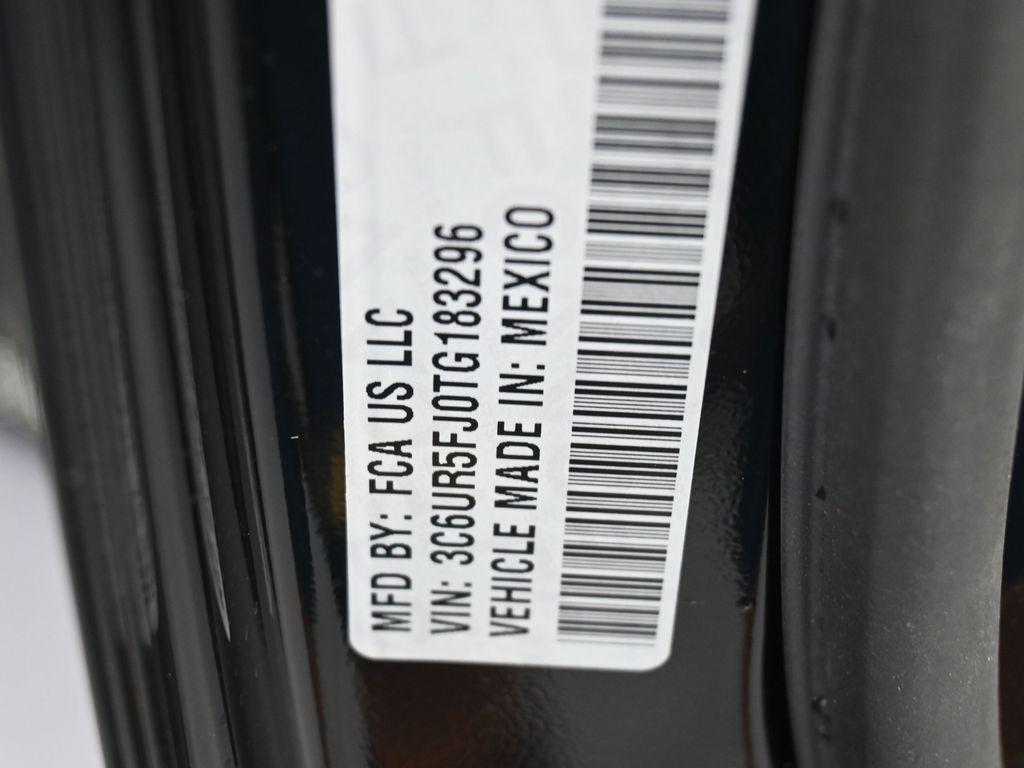 MFD BY: FCA US LLC
VIN: 3C6UR5FJ0TG183296
VEHICLE MADE IN: MEXICO